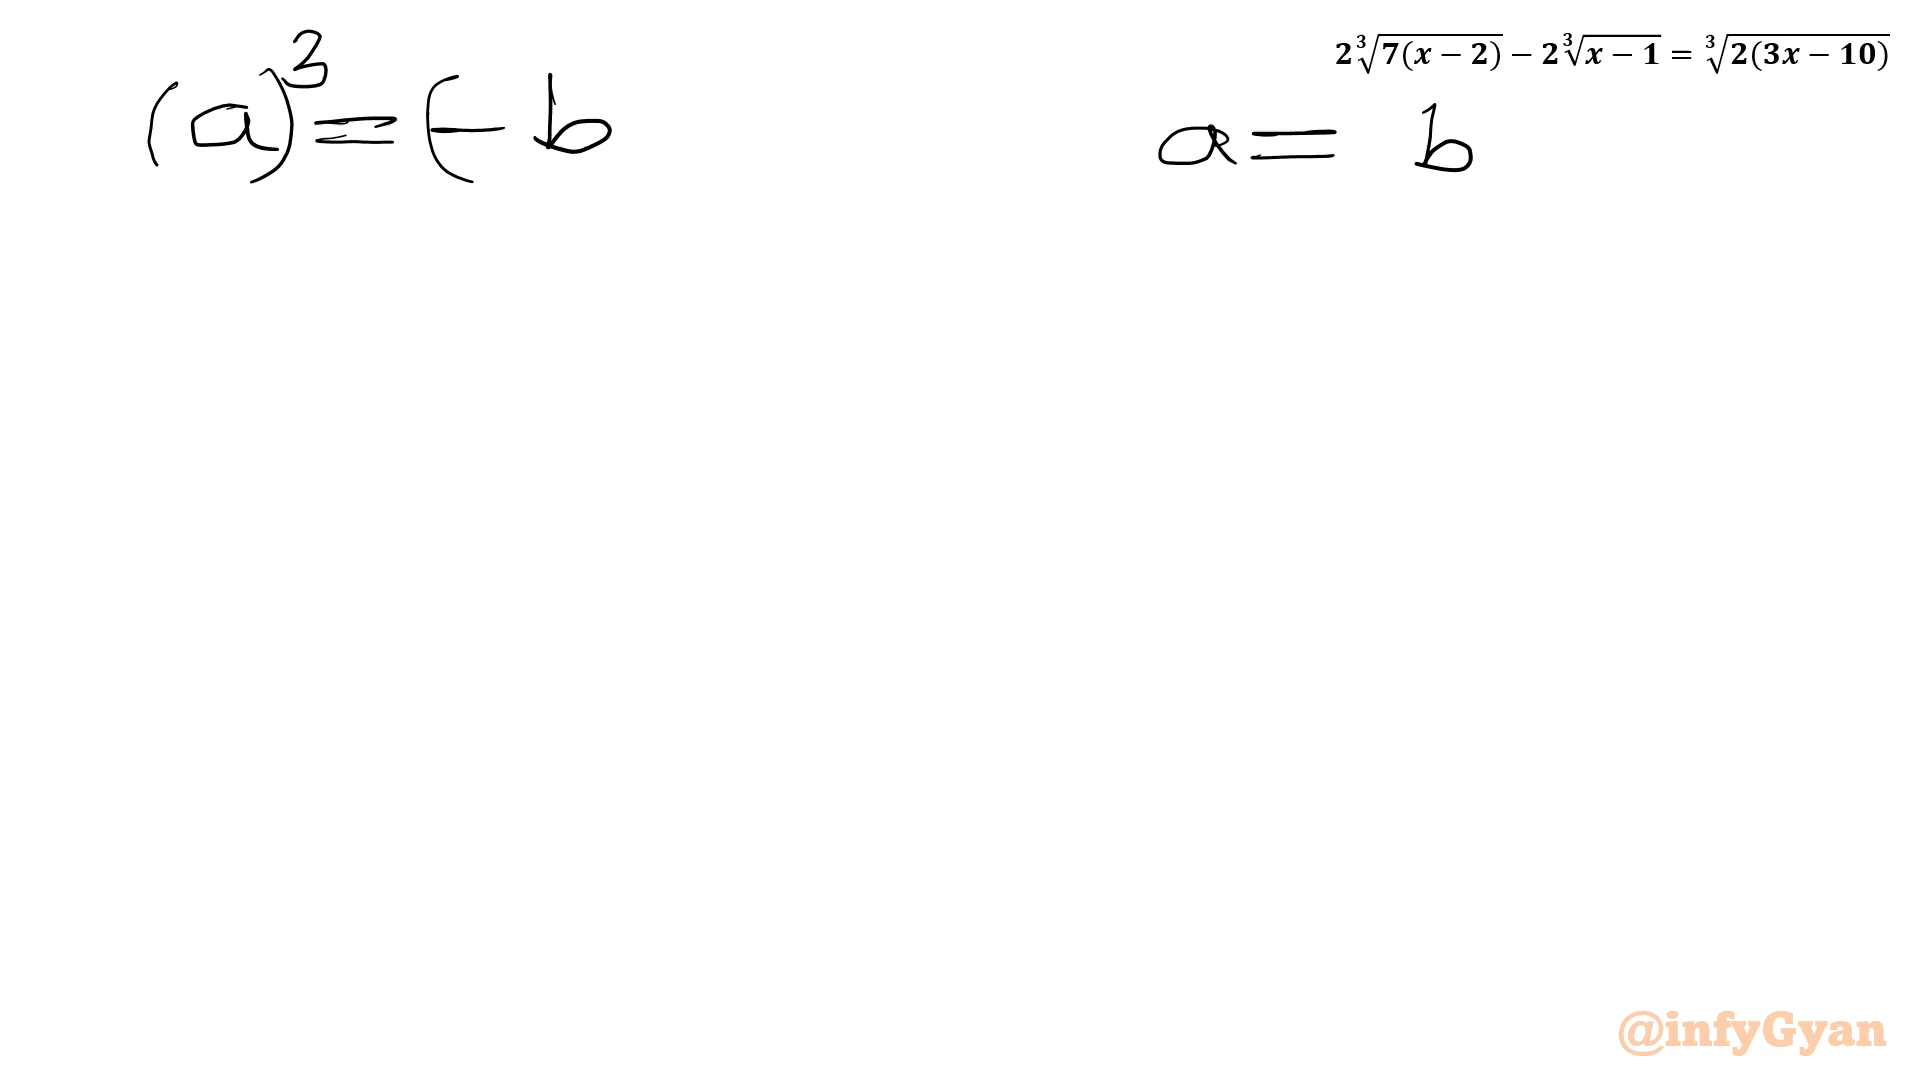 2∛7(x − 2) − 2∛x − 1 = ∛2(3x − 10)
(a)³ = (− b
a = b
@infyGyan